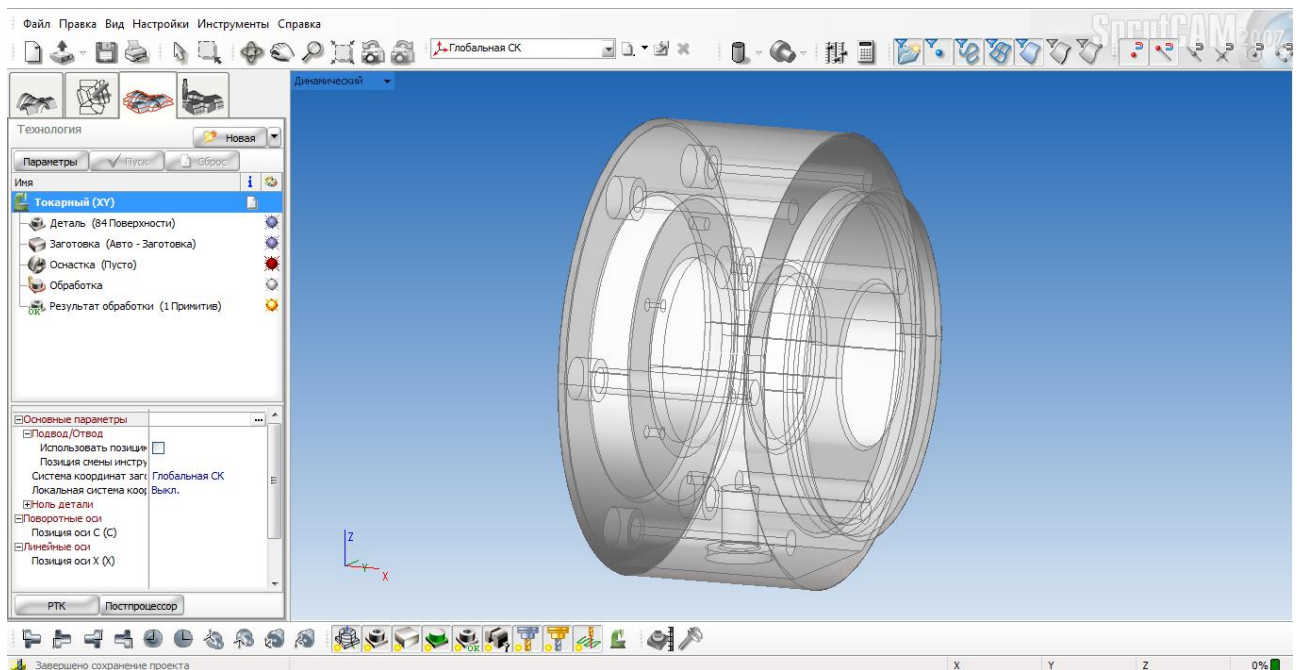 Файл Правка Вид Настройки Инструменты Справка
SprutCAM 2007
Глобальная СК
Динамический
Технология
Новая
Параметры Пуск Сброс
Имя
Токарный (XY)
Деталь (84 Поверхности)
Заготовка (Авто - Заготовка)
Оснастка (Пусто)
Обработка
Результат обработки (1 Примитив)
Основные параметры ...
Подвод/Отвод
Использовать позици
Позиция смены инстру
Система координат заг Глобальная СК
Локальная система коор Выкл.
Ноль детали
Поворотные оси
Позиция оси C (C)
Линейные оси
Позиция оси X (X)
Z
Y
X
РТК Постпроцессор
Завершено сохранение проекта X Y Z 0%